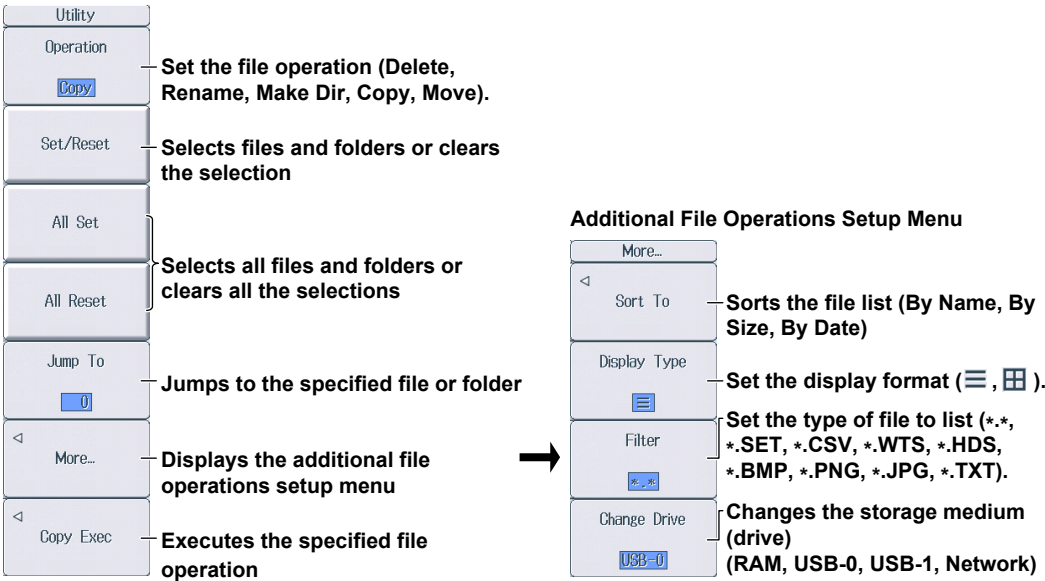 Utility
Operation
Copy
Set the file operation (Delete,
Rename, Make Dir, Copy, Move).
Set/Reset
Selects files and folders or clears
the selection
All Set
All Reset
Selects all files and folders or
clears all the selections
Jump To
0
Jumps to the specified file or folder
More...
Displays the additional file
operations setup menu
Copy Exec
Executes the specified file
operation
Additional File Operations Setup Menu
More...
Sort To
Sorts the file list (By Name, By
Size, By Date)
Display Type
Set the display format ( , ).
Filter
*.*
Set the type of file to list (*.*,
*.SET, *.CSV, *.WTS, *.HDS,
*.BMP, *.PNG, *.JPG, *.TXT).
Change Drive
USB-0
Changes the storage medium
(drive)
(RAM, USB-0, USB-1, Network)